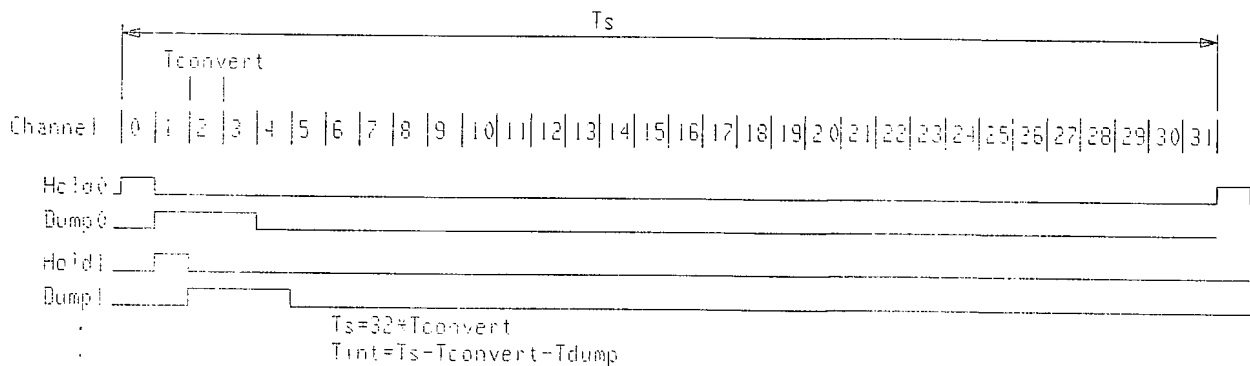 Ts
Tconvert
Channel 0 1 2 3 4 5 6 7 8 9 10 11 12 13 14 15 16 17 18 19 20 21 22 23 24 25 26 27 28 29 30 31
Hold0
Dump0
Hold1
Dump1
.
.
Ts=32*Tconvert
Tint=Ts-Tconvert-Tdump